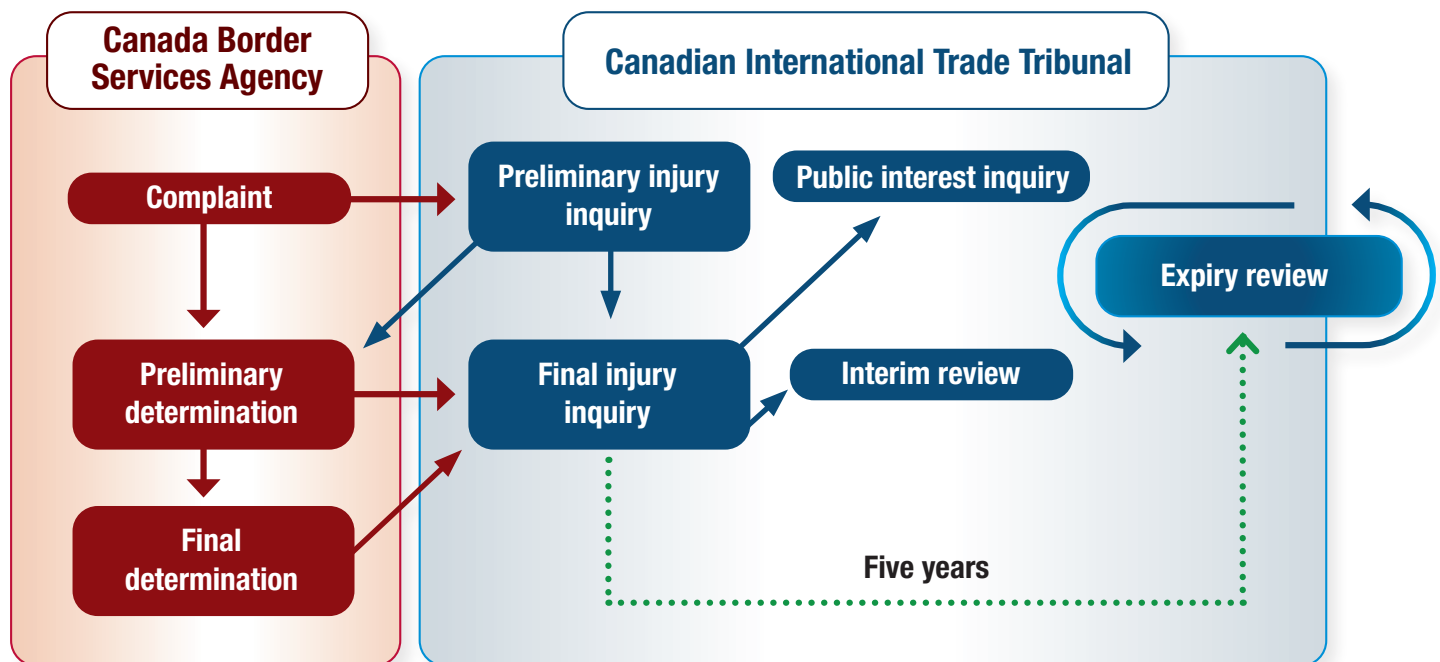 Canada Border
Services Agency
Canadian International Trade Tribunal
Complaint
Preliminary injury
inquiry
Public interest inquiry
Expiry review
Preliminary
determination
Final injury
inquiry
Interim review
Final
determination
Five years